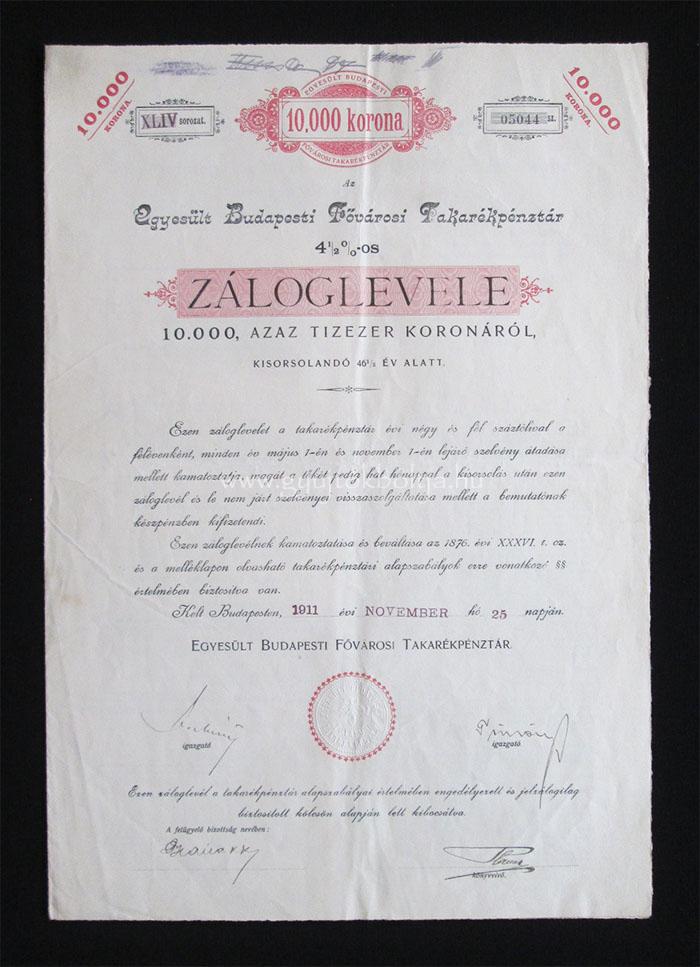 10.000
KORONA.
XLIV sorozat.
EGYESÜLT BUDAPESTI
10,000 korona
FŐVÁROSI TAKARÉKPÉNZTÁR
05044 sz.
10.000
KORONA.
Az
Egyesült Budapesti Fővárosi Takarékpénztár
4 1/2 %-os
ZÁLOGLEVELE
10.000, AZAZ TIZEZER KORONÁRÓL,
KISORSOLANDÓ 46 1/2 ÉV ALATT.
Ezen záloglevelet a takarékpénztár évi négy és fél száztólival a
félévenként, minden év május 1-én és november 1-én lejáró szelvény átadása
mellett kamatoztatja, magát a tőkét pedig hat hónappal a kisorsolás után ezen
záloglevél és le nem járt szelvényei visszaszolgáltatása mellett a bemutatónak
készpénzben kifizetendi.
Ezen záloglevélnek kamatoztatása és beváltása az 1876. évi XXXVI. t. cz.
és a melléklapon olvasható takarékpénztári alapszabályok erre vonatkozó §§
értelmében biztosítva van.
Kelt Budapesten, 1911 évi NOVEMBER hó 25 napján.
EGYESÜLT BUDAPESTI FŐVÁROSI TAKARÉKPÉNZTÁR.
igazgató
igazgató
Ezen záloglevél a takarékpénztár alapszabályai értelmében engedélyezett és jelzálogilag
biztosított kölcsön alapján lett kibocsátva.
A felügyelő bizottság nevében:
könyvvivő.